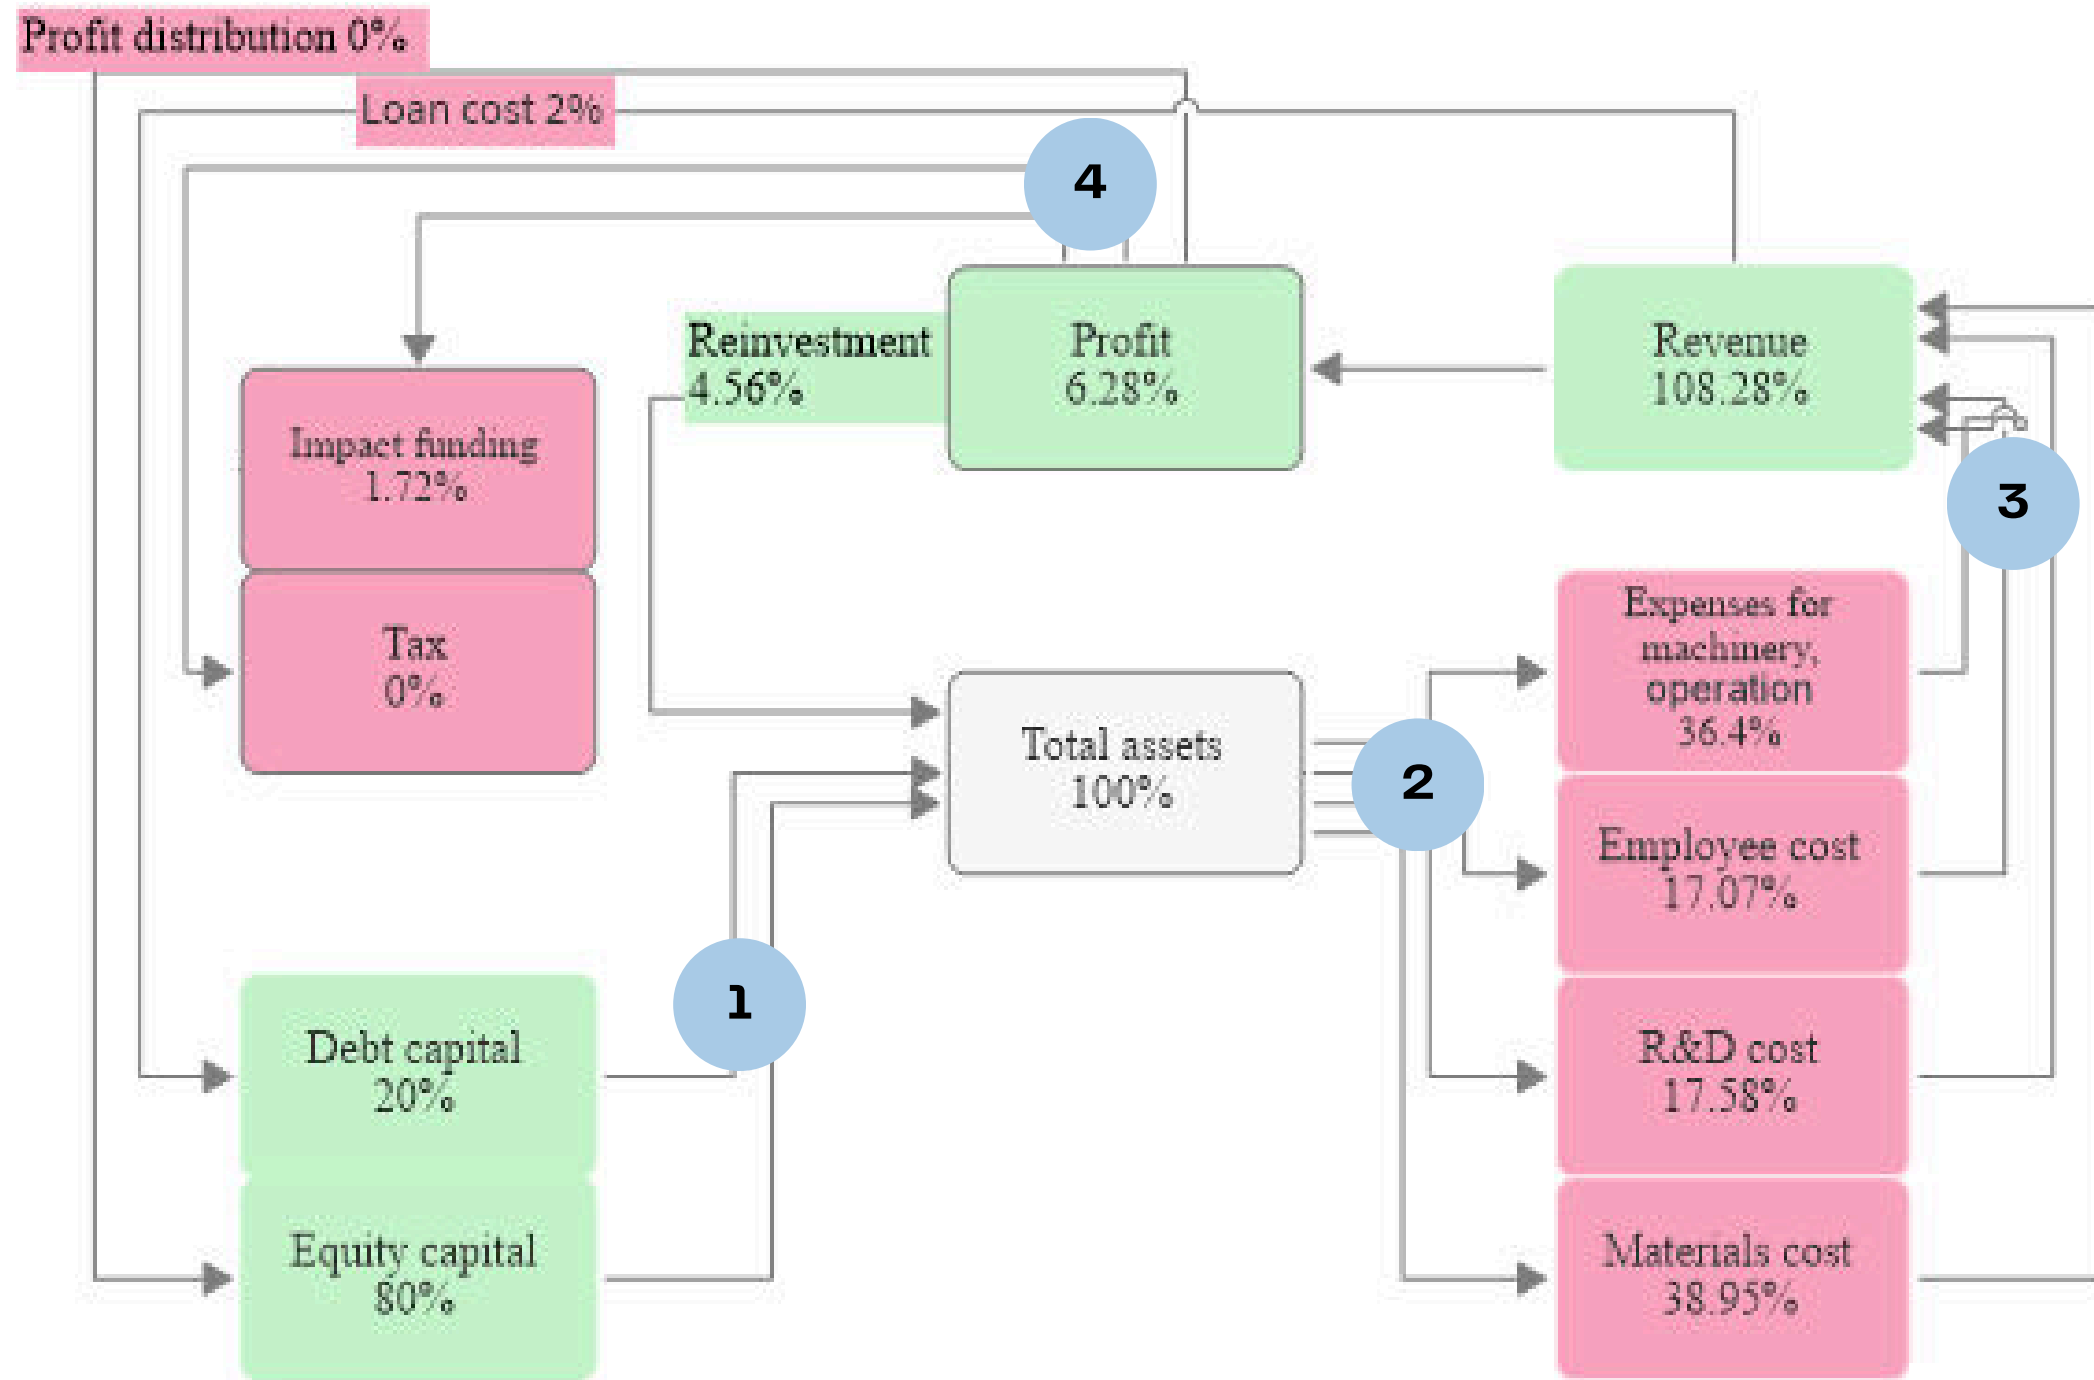 Profit distribution 0%
Loan cost 2%
4
Reinvestment
4.56%
Profit
6.28%
Revenue
108.28%
Impact funding
1.72%
3
Tax
0%
Expenses for
machinery,
operation
36.4%
Total assets
100%
2
Employee cost
17.07%
1
Debt capital
20%
R&D cost
17.58%
Equity capital
80%
Materials cost
38.95%